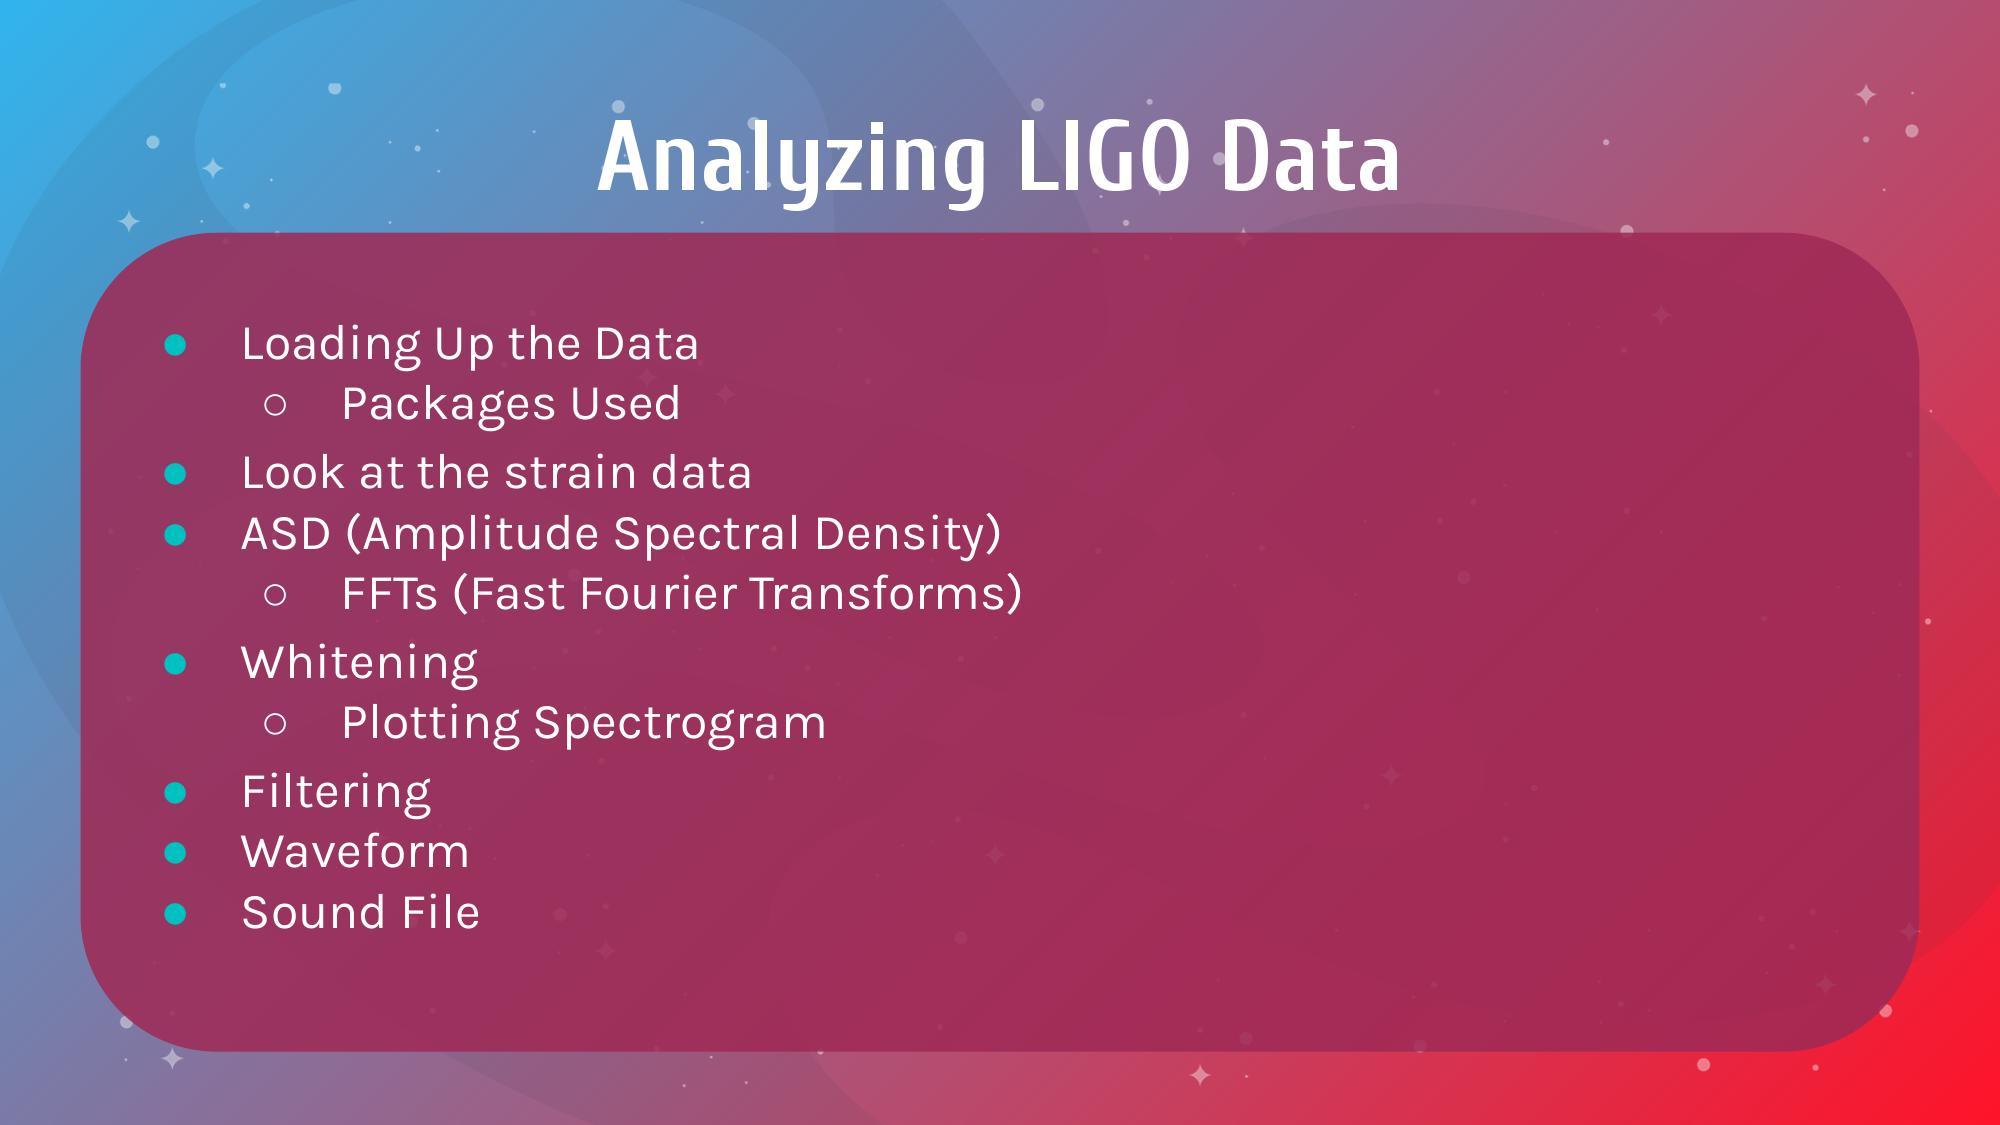 Analyzing LIGO Data
● Loading Up the Data
○ Packages Used
● Look at the strain data
● ASD (Amplitude Spectral Density)
○ FFTs (Fast Fourier Transforms)
● Whitening
○ Plotting Spectrogram
● Filtering
● Waveform
● Sound File